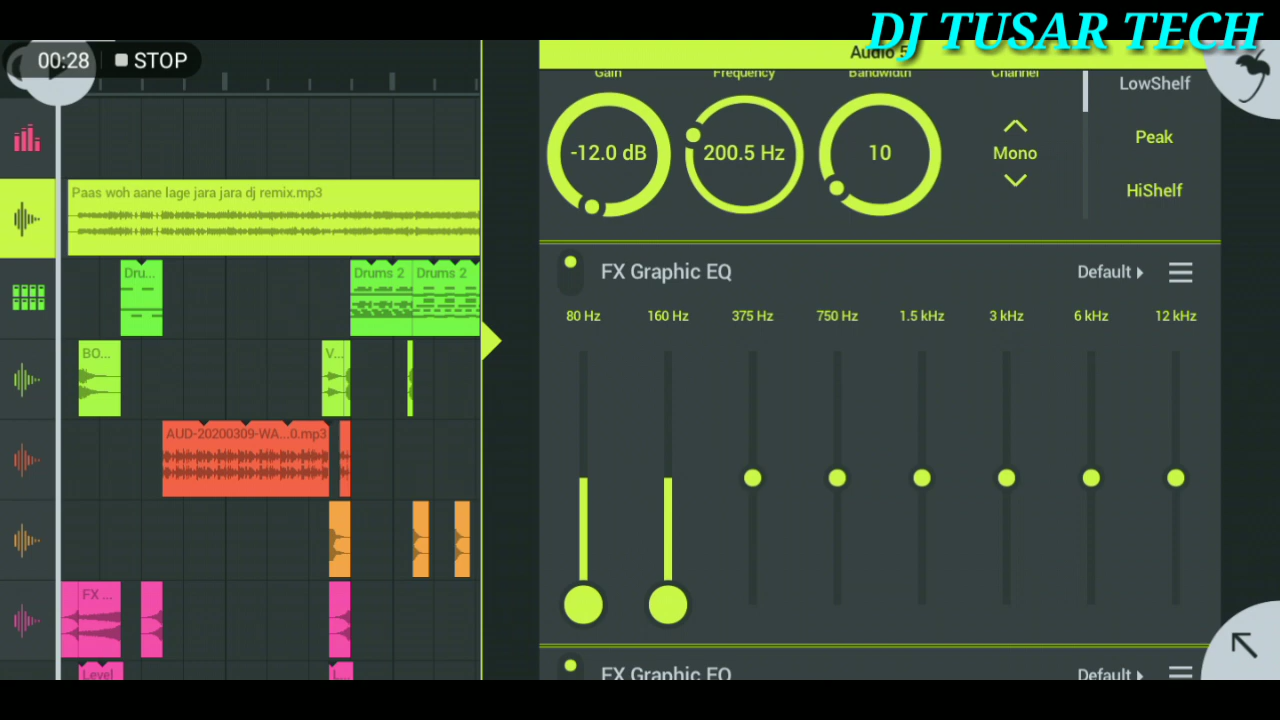 DJ TUSAR TECH
00:28 STOP
Audio 5
Gain Frequency Bandwidth Channel
LowShelf
-12.0 dB 200.5 Hz 10 Mono
Peak
HiShelf
Paas woh aane lage jara jara dj remix.mp3
Dru... Drums 2 Drums 2
FX Graphic EQ Default
80 Hz 160 Hz 375 Hz 750 Hz 1.5 kHz 3 kHz 6 kHz 12 kHz
BO... V...
AUD-20200309-WA...0.mp3
FX ...
Level L...
FX Graphic EQ Default